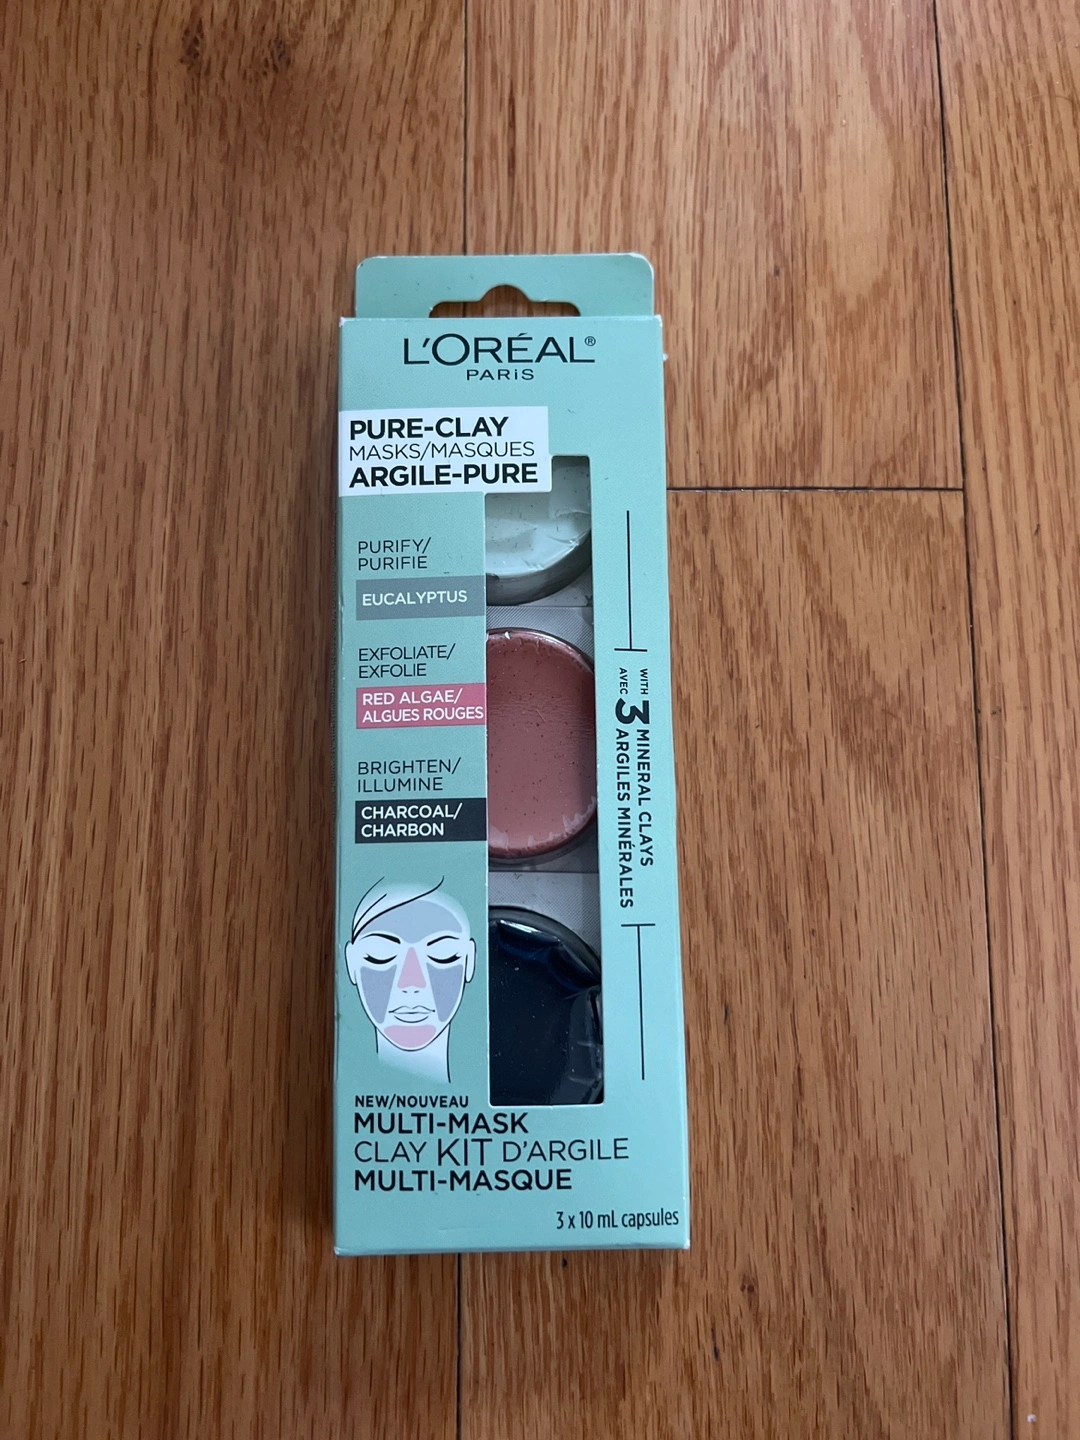 L'ORÉAL®
PARiS
PURE-CLAY
MASKS/MASQUES
ARGILE-PURE
PURIFY/
PURIFIE
EUCALYPTUS
EXFOLIATE/
EXFOLIE
RED ALGAE/
ALGUES ROUGES
BRIGHTEN/
ILLUMINE
CHARCOAL/
CHARBON
WITH 3 MINERAL CLAYS
AVEC 3 ARGILES MINÉRALES
NEW/NOUVEAU
MULTI-MASK
CLAY KIT D'ARGILE
MULTI-MASQUE
3 x 10 mL capsules